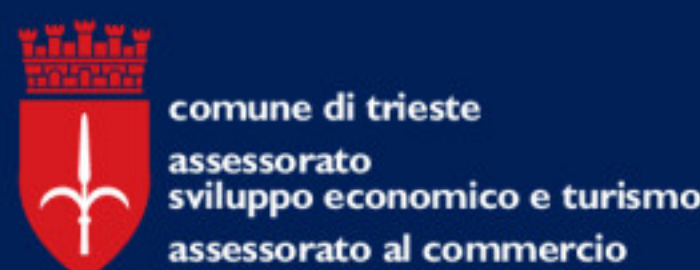 comune di trieste
assessorato
sviluppo economico e turismo
assessorato al commercio